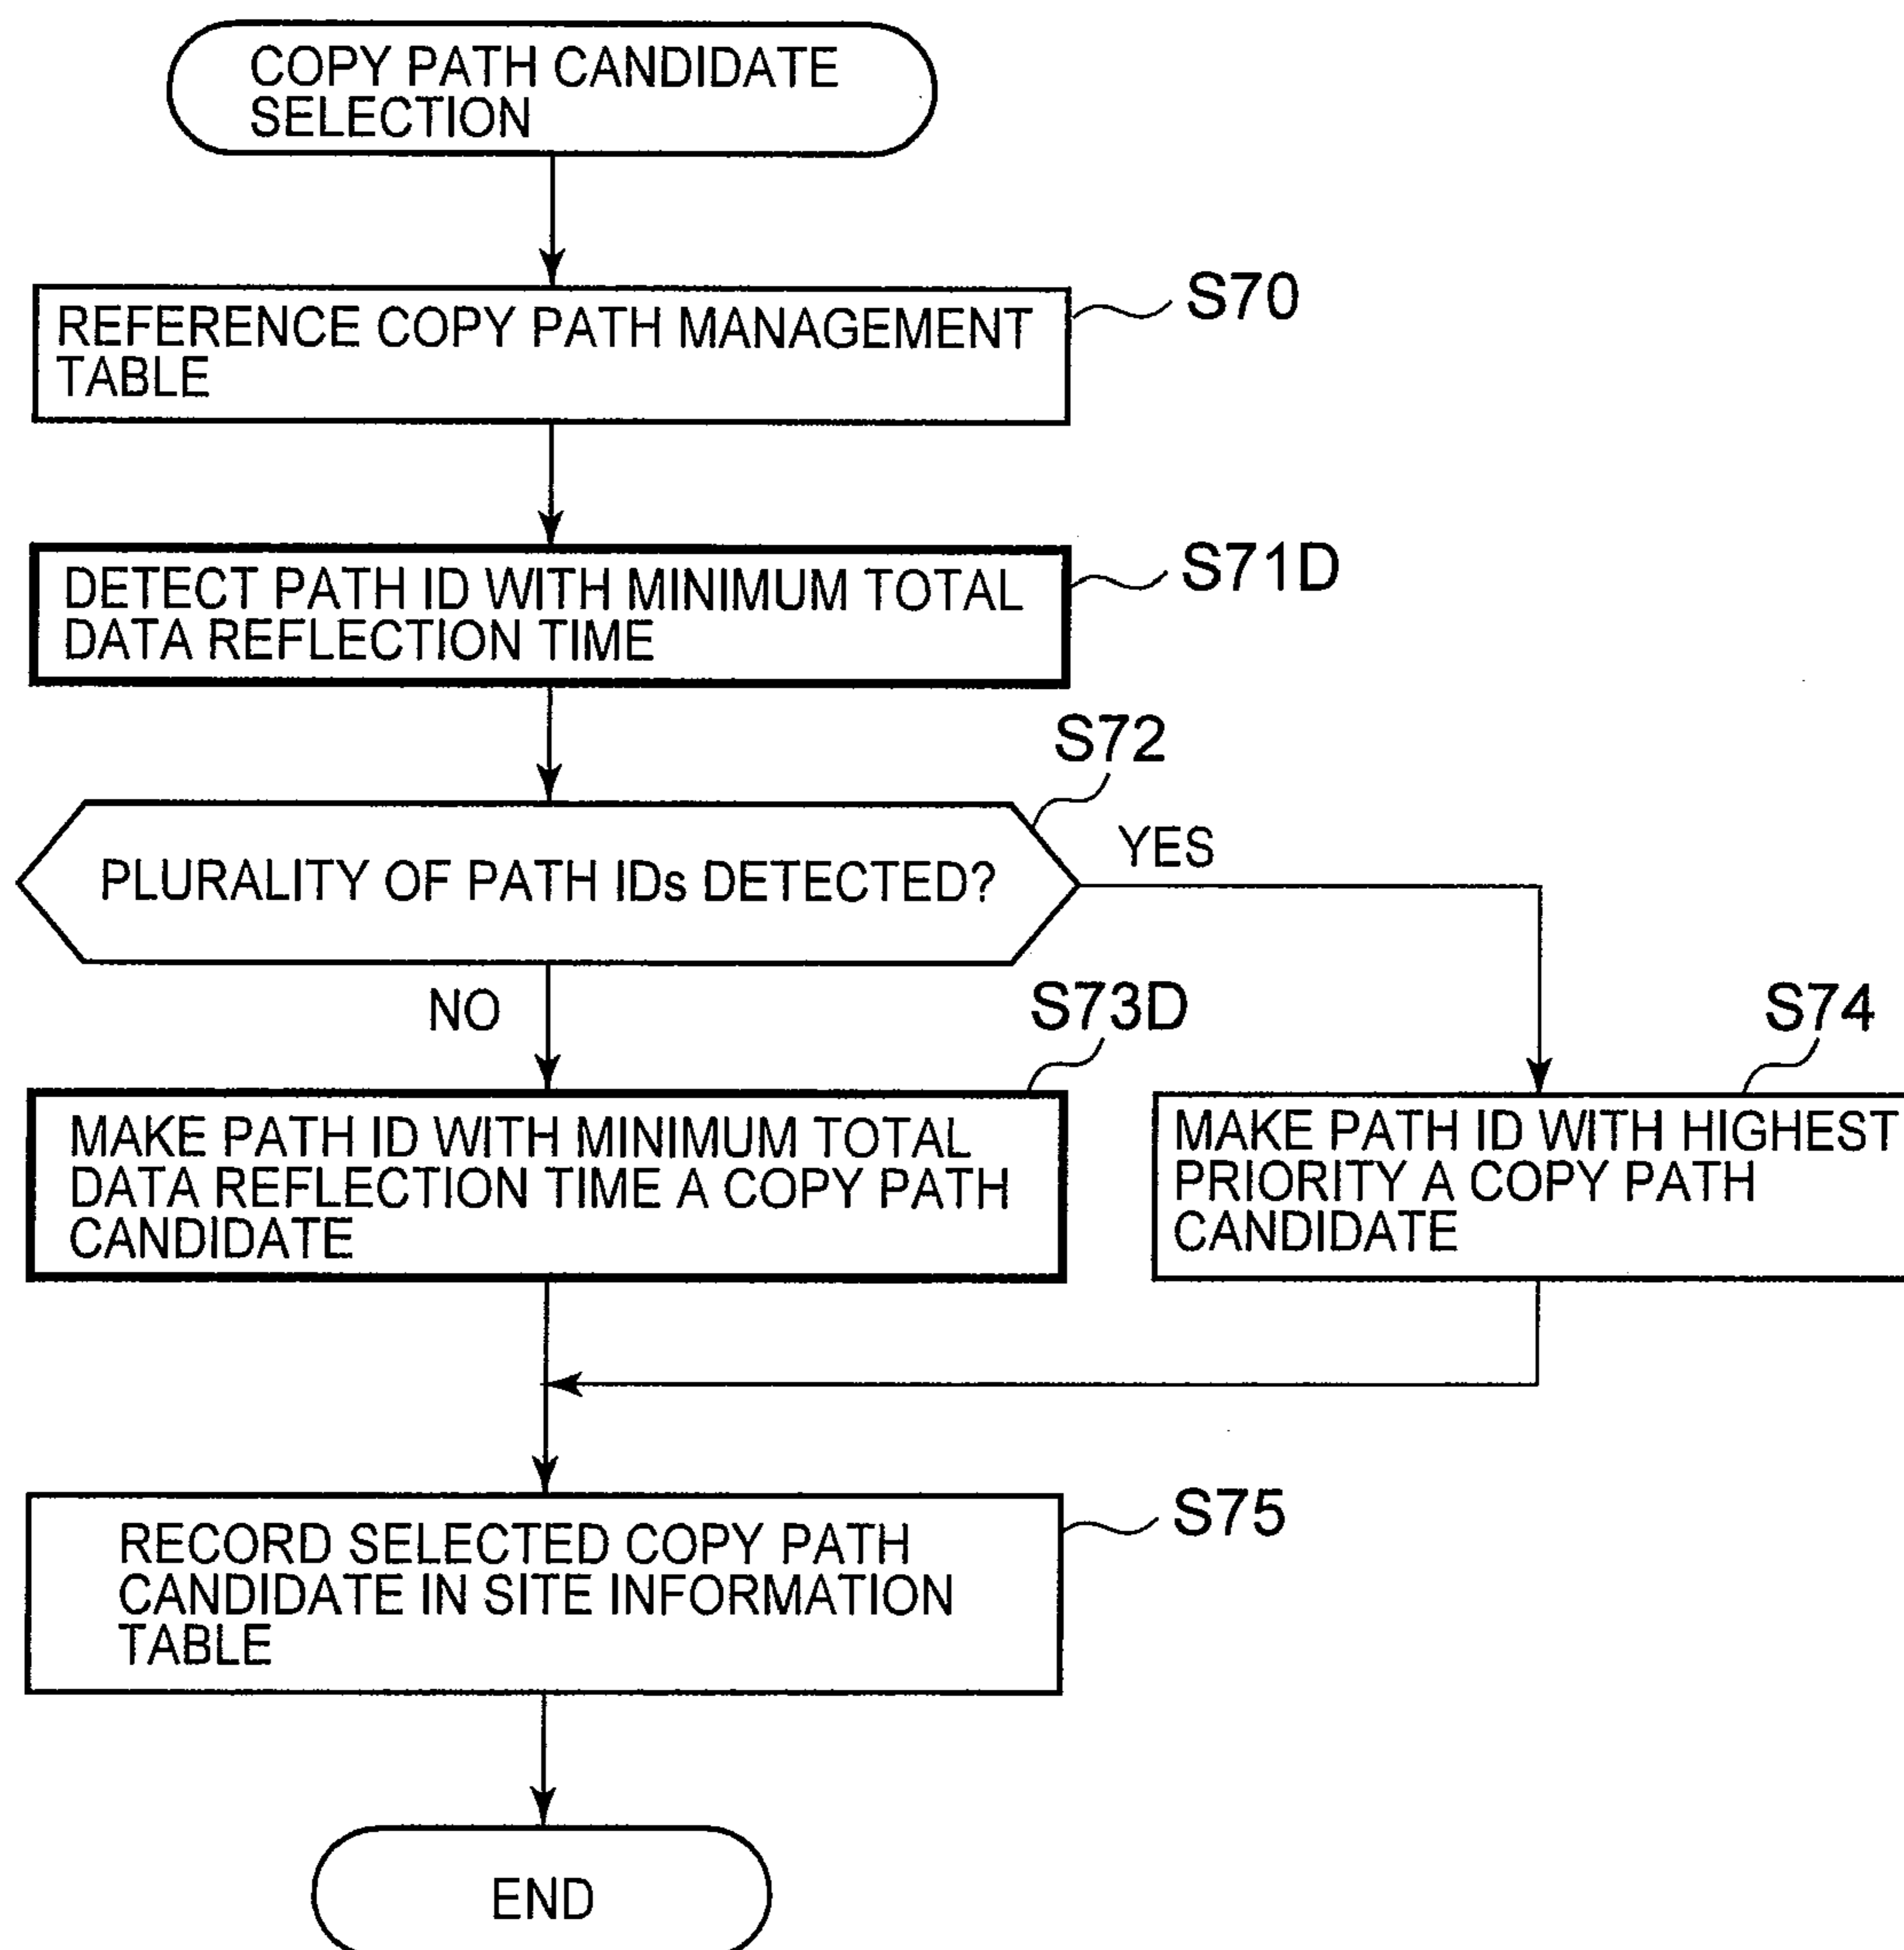 COPY PATH CANDIDATE
SELECTION
REFERENCE COPY PATH MANAGEMENT
TABLE
S70
DETECT PATH ID WITH MINIMUM TOTAL
DATA REFLECTION TIME
S71D
S72
PLURALITY OF PATH IDs DETECTED?
YES
NO
S73D
S74
MAKE PATH ID WITH MINIMUM TOTAL
DATA REFLECTION TIME A COPY PATH
CANDIDATE
MAKE PATH ID WITH HIGHEST
PRIORITY A COPY PATH
CANDIDATE
RECORD SELECTED COPY PATH
CANDIDATE IN SITE INFORMATION
TABLE
S75
END